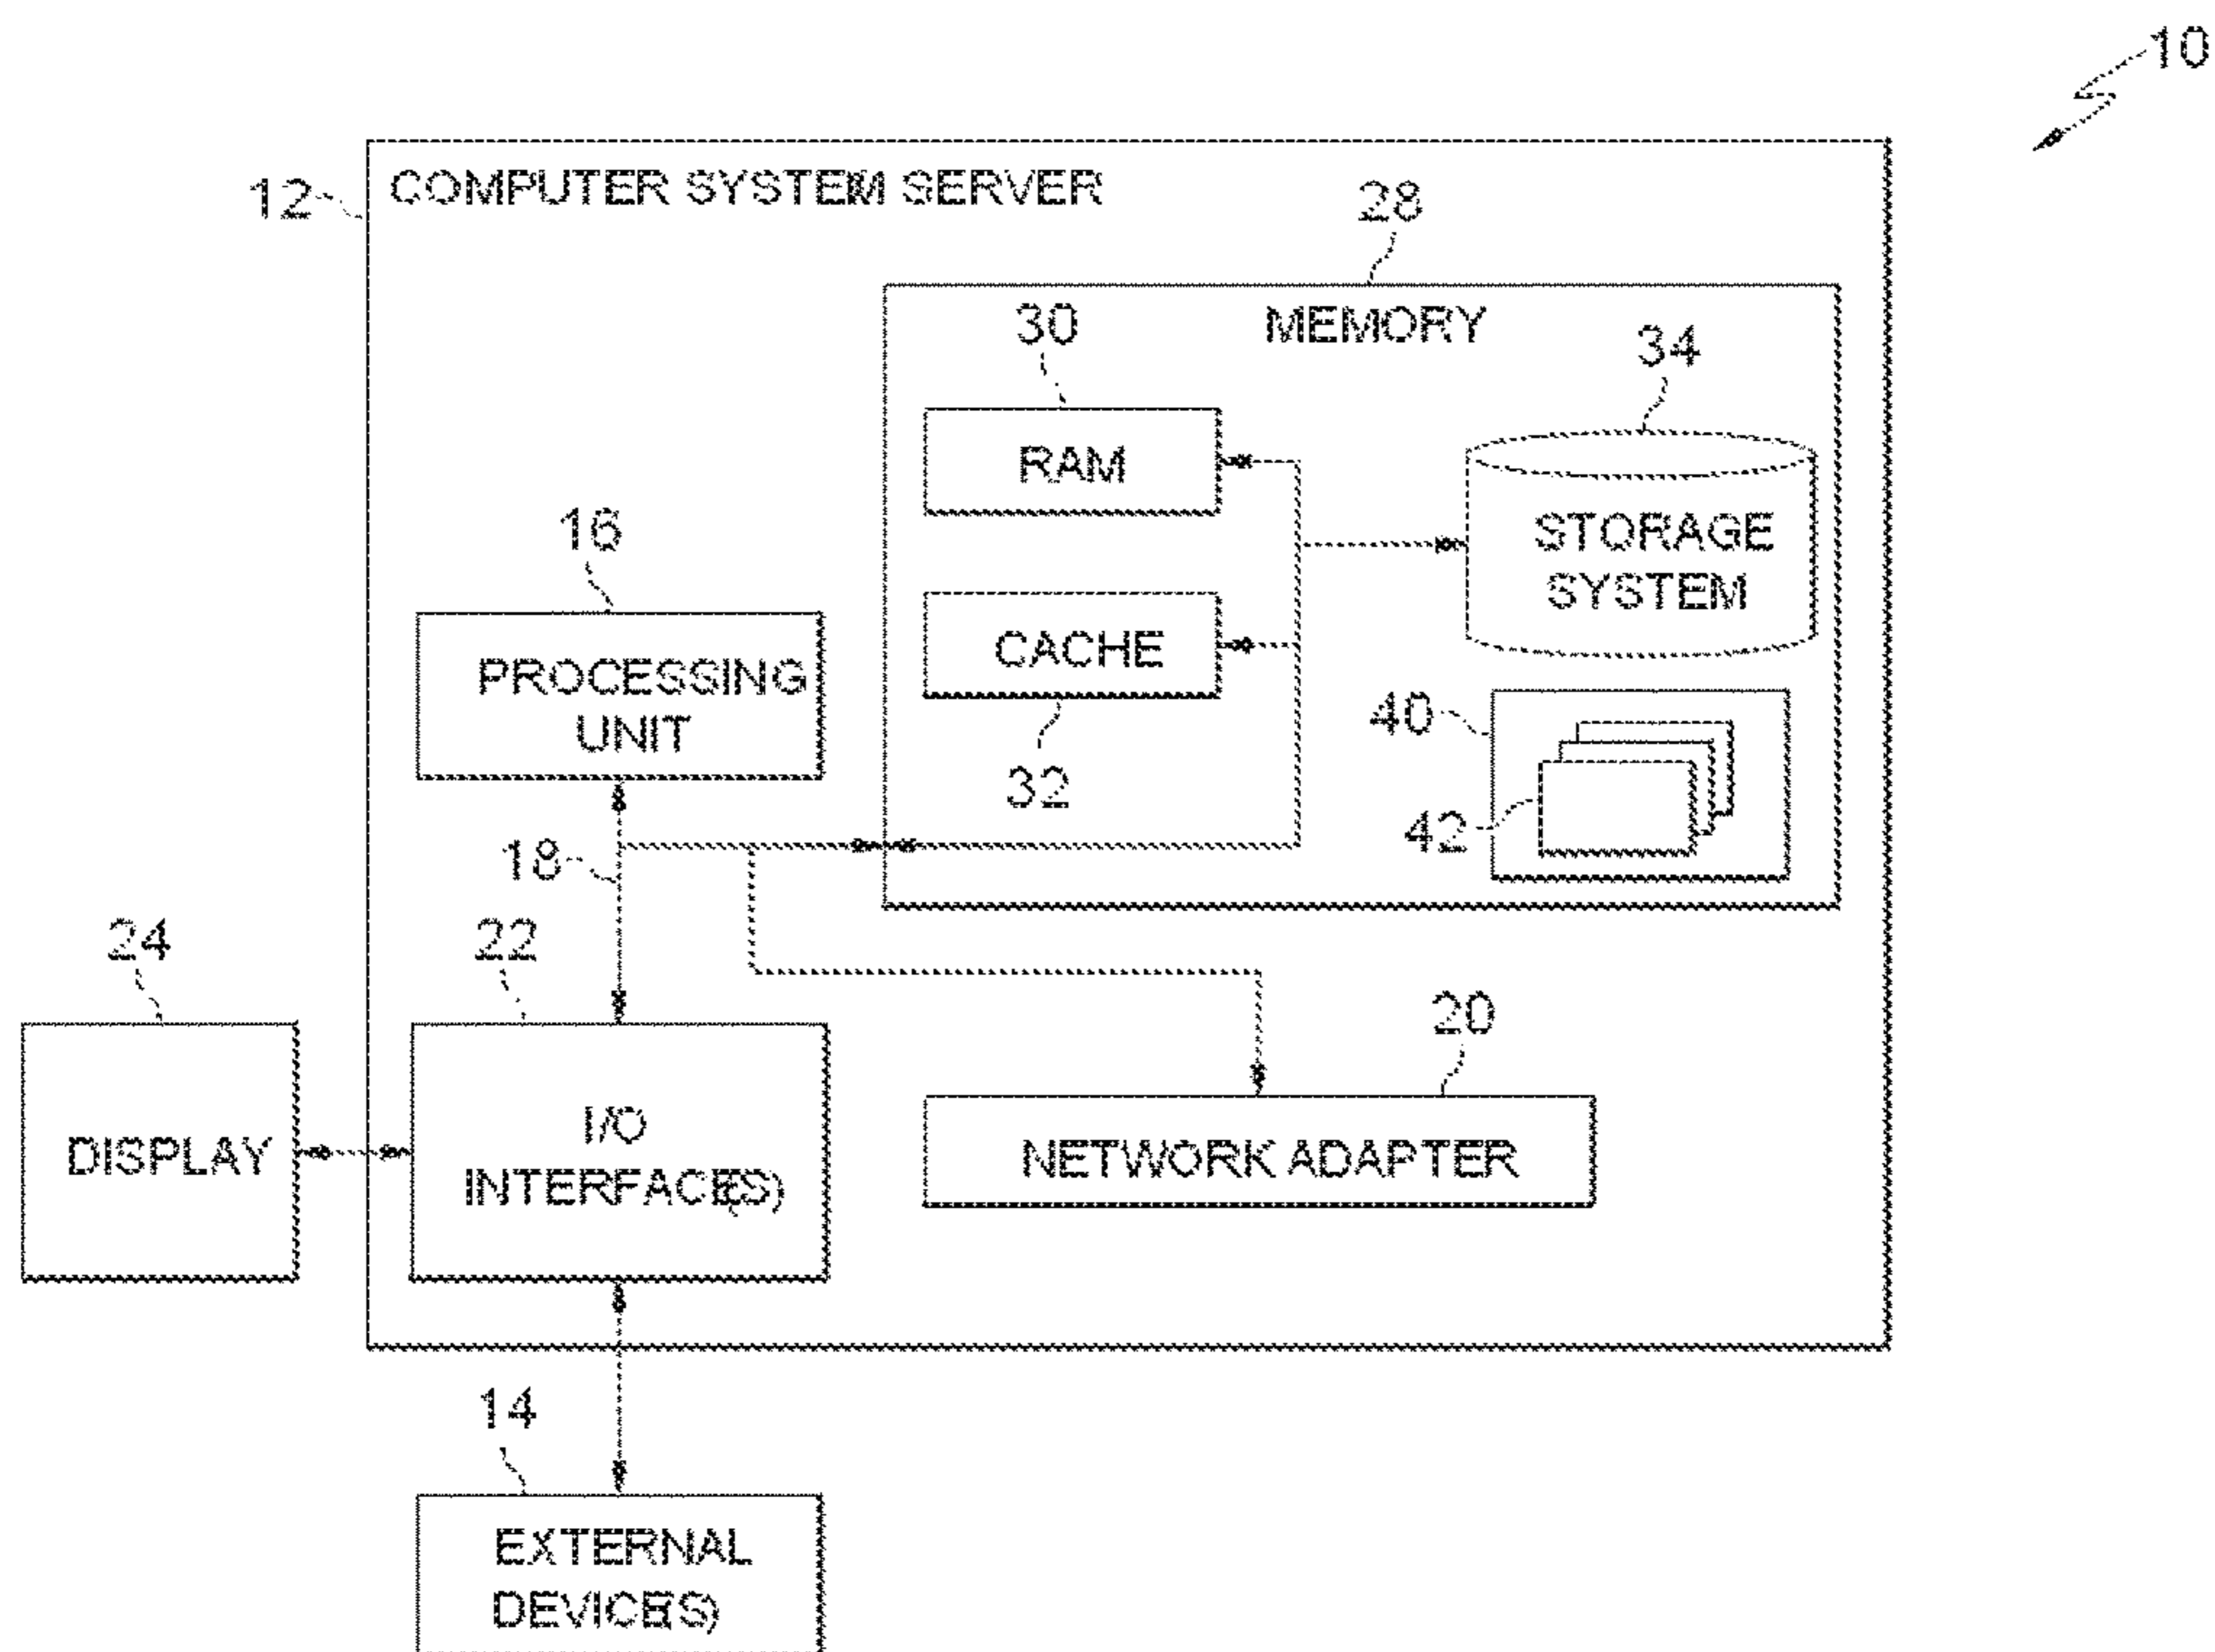 10
12
COMPUTER SYSTEM SERVER
28
MEMORY
30
34
RAM
STORAGE
SYSTEM
16
PROCESSING
UNIT
CACHE
32
40
42
18
24
22
20
DISPLAY
I/O
INTERFACE(S)
NETWORK ADAPTER
14
EXTERNAL
DEVICE(S)